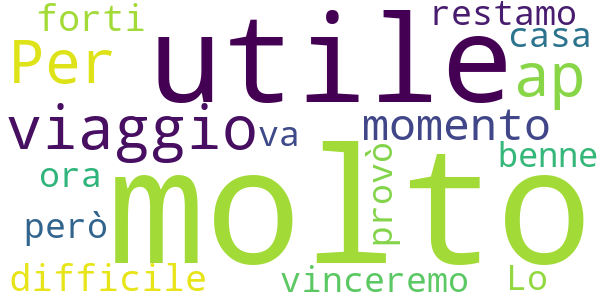 forti
restamo
utile
casa
Per
ap
viaggio
va
momento
provò
benne
ora
molto
però
difficile
vinceremo
Lo